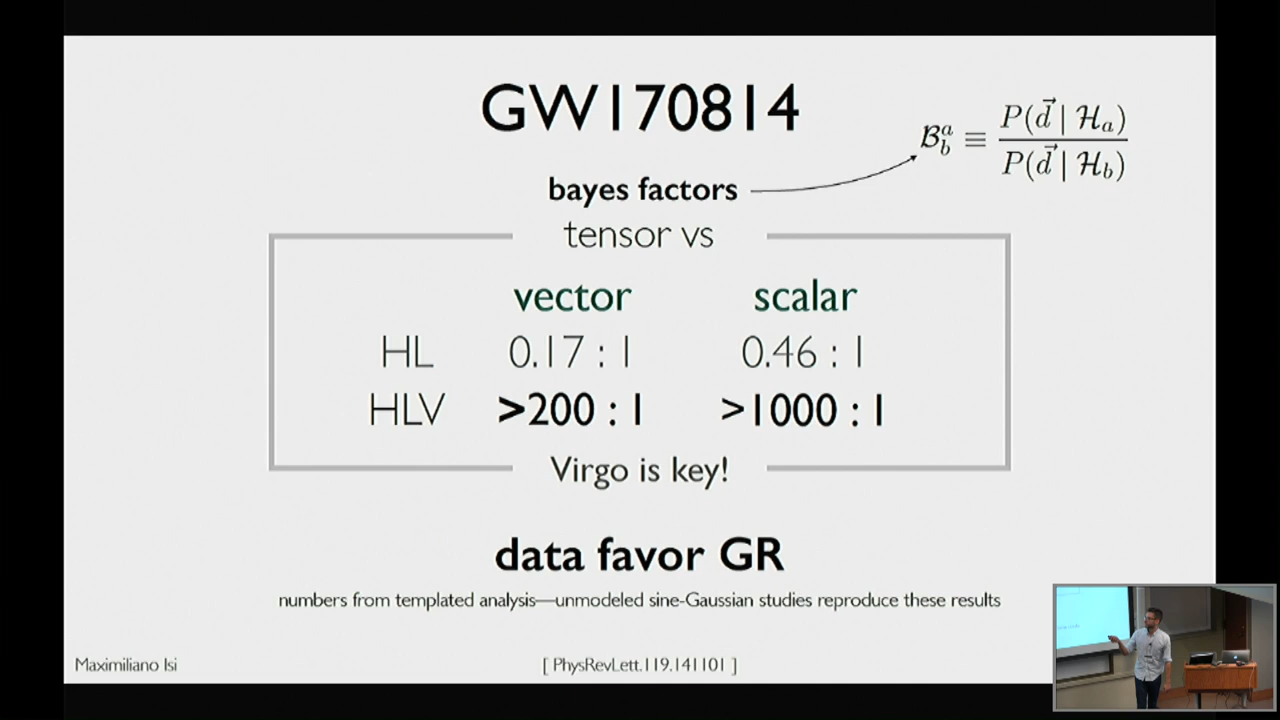 GW170814
bayes factors
$\mathcal{B}^a_b \equiv \frac{P(\vec{d} \mid \mathcal{H}_a)}{P(\vec{d} \mid \mathcal{H}_b)}$
tensor vs
vector scalar
HL 0.17 : 1 0.46 : 1
HLV >200 : 1 >1000 : 1
Virgo is key!
data favor GR
numbers from templated analysis—unmodeled sine-Gaussian studies reproduce these results
Maximiliano Isi [ PhysRevLett.119.141101 ]